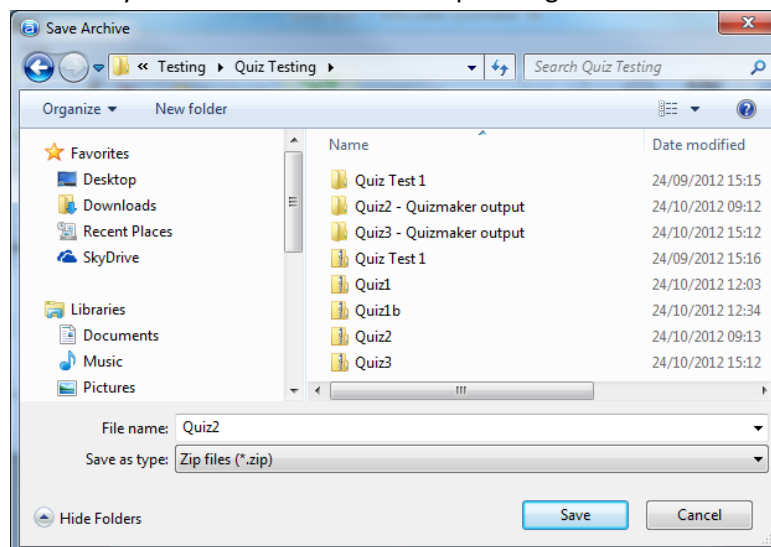 Save Archive
« Testing ▸ Quiz Testing ▸
Search Quiz Testing
Organize ▾ New folder
Favorites
Desktop
Downloads
Recent Places
SkyDrive
Libraries
Documents
Music
Pictures
Name Date modified
Quiz Test 1 24/09/2012 15:15
Quiz2 - Quizmaker output 24/10/2012 09:12
Quiz3 - Quizmaker output 24/10/2012 15:12
Quiz Test 1 24/09/2012 15:16
Quiz1 24/10/2012 12:03
Quiz1b 24/10/2012 12:34
Quiz2 24/10/2012 09:13
Quiz3 24/10/2012 15:12
File name: Quiz2
Save as type: Zip files (*.zip)
Hide Folders
Save Cancel